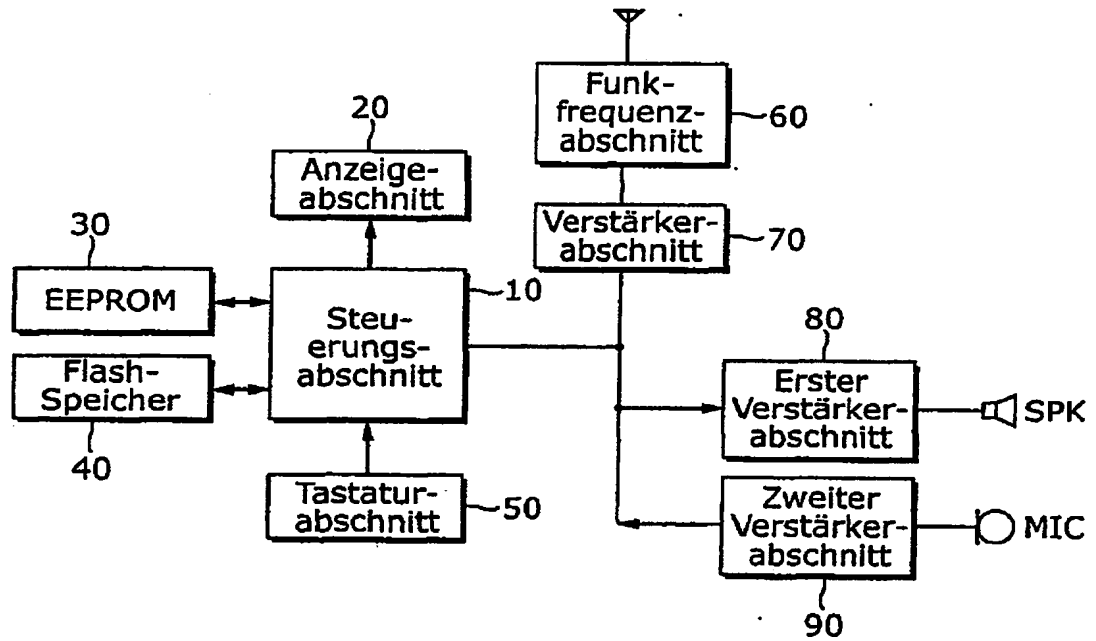 Funk-
frequenz-
abschnitt
60
20
Anzeige-
abschnitt
Verstärker-
abschnitt
70
30
EEPROM
10
Steu-
erungs-
abschnitt
Flash-
Speicher
40
80
Erster
Verstärker-
abschnitt
SPK
Tastatur-
abschnitt
50
Zweiter
Verstärker-
abschnitt
MIC
90